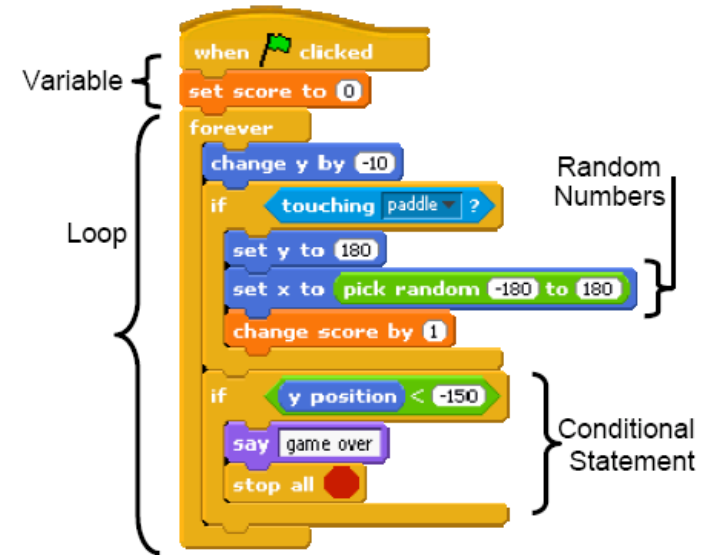 when clicked
Variable
set score to 0
forever
change y by -10
Random
Numbers
if touching paddle ?
Loop
set y to 180
set x to pick random -180 to 180
change score by 1
if y position < -150
Conditional
Statement
say game over
stop all